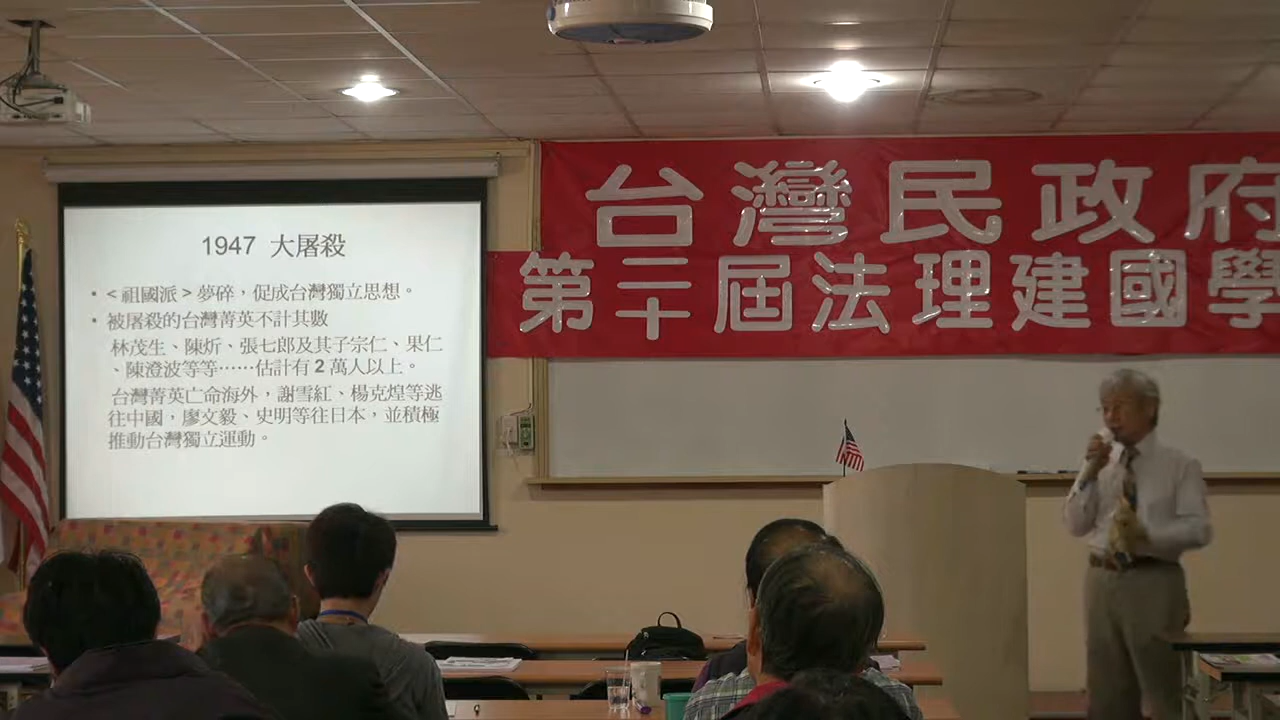 1947 大屠殺
• <祖國派>夢碎，促成台灣獨立思想。
• 被屠殺的台灣菁英不計其數
林茂生、陳炘、張七郎及其子宗仁、果仁
、陳澄波等等……估計有2萬人以上。
台灣菁英亡命海外，謝雪紅、楊克煌等逃
往中國，廖文毅、史明等往日本，並積極
推動台灣獨立運動。
台灣民政府
第二十屆法理建國學